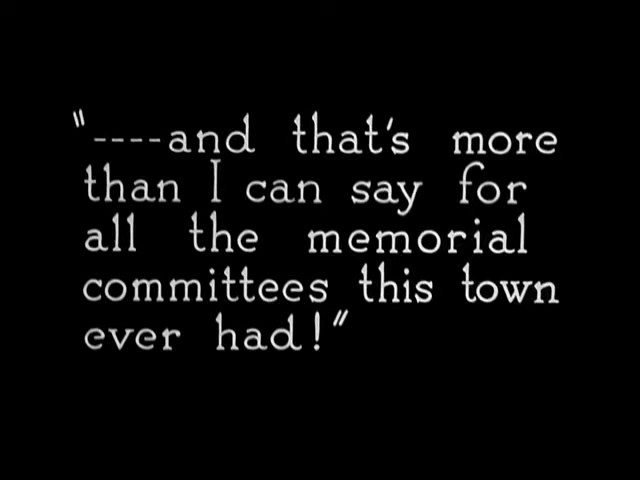 "----and that's more
than I can say for
all the memorial
committees this town
ever had!"